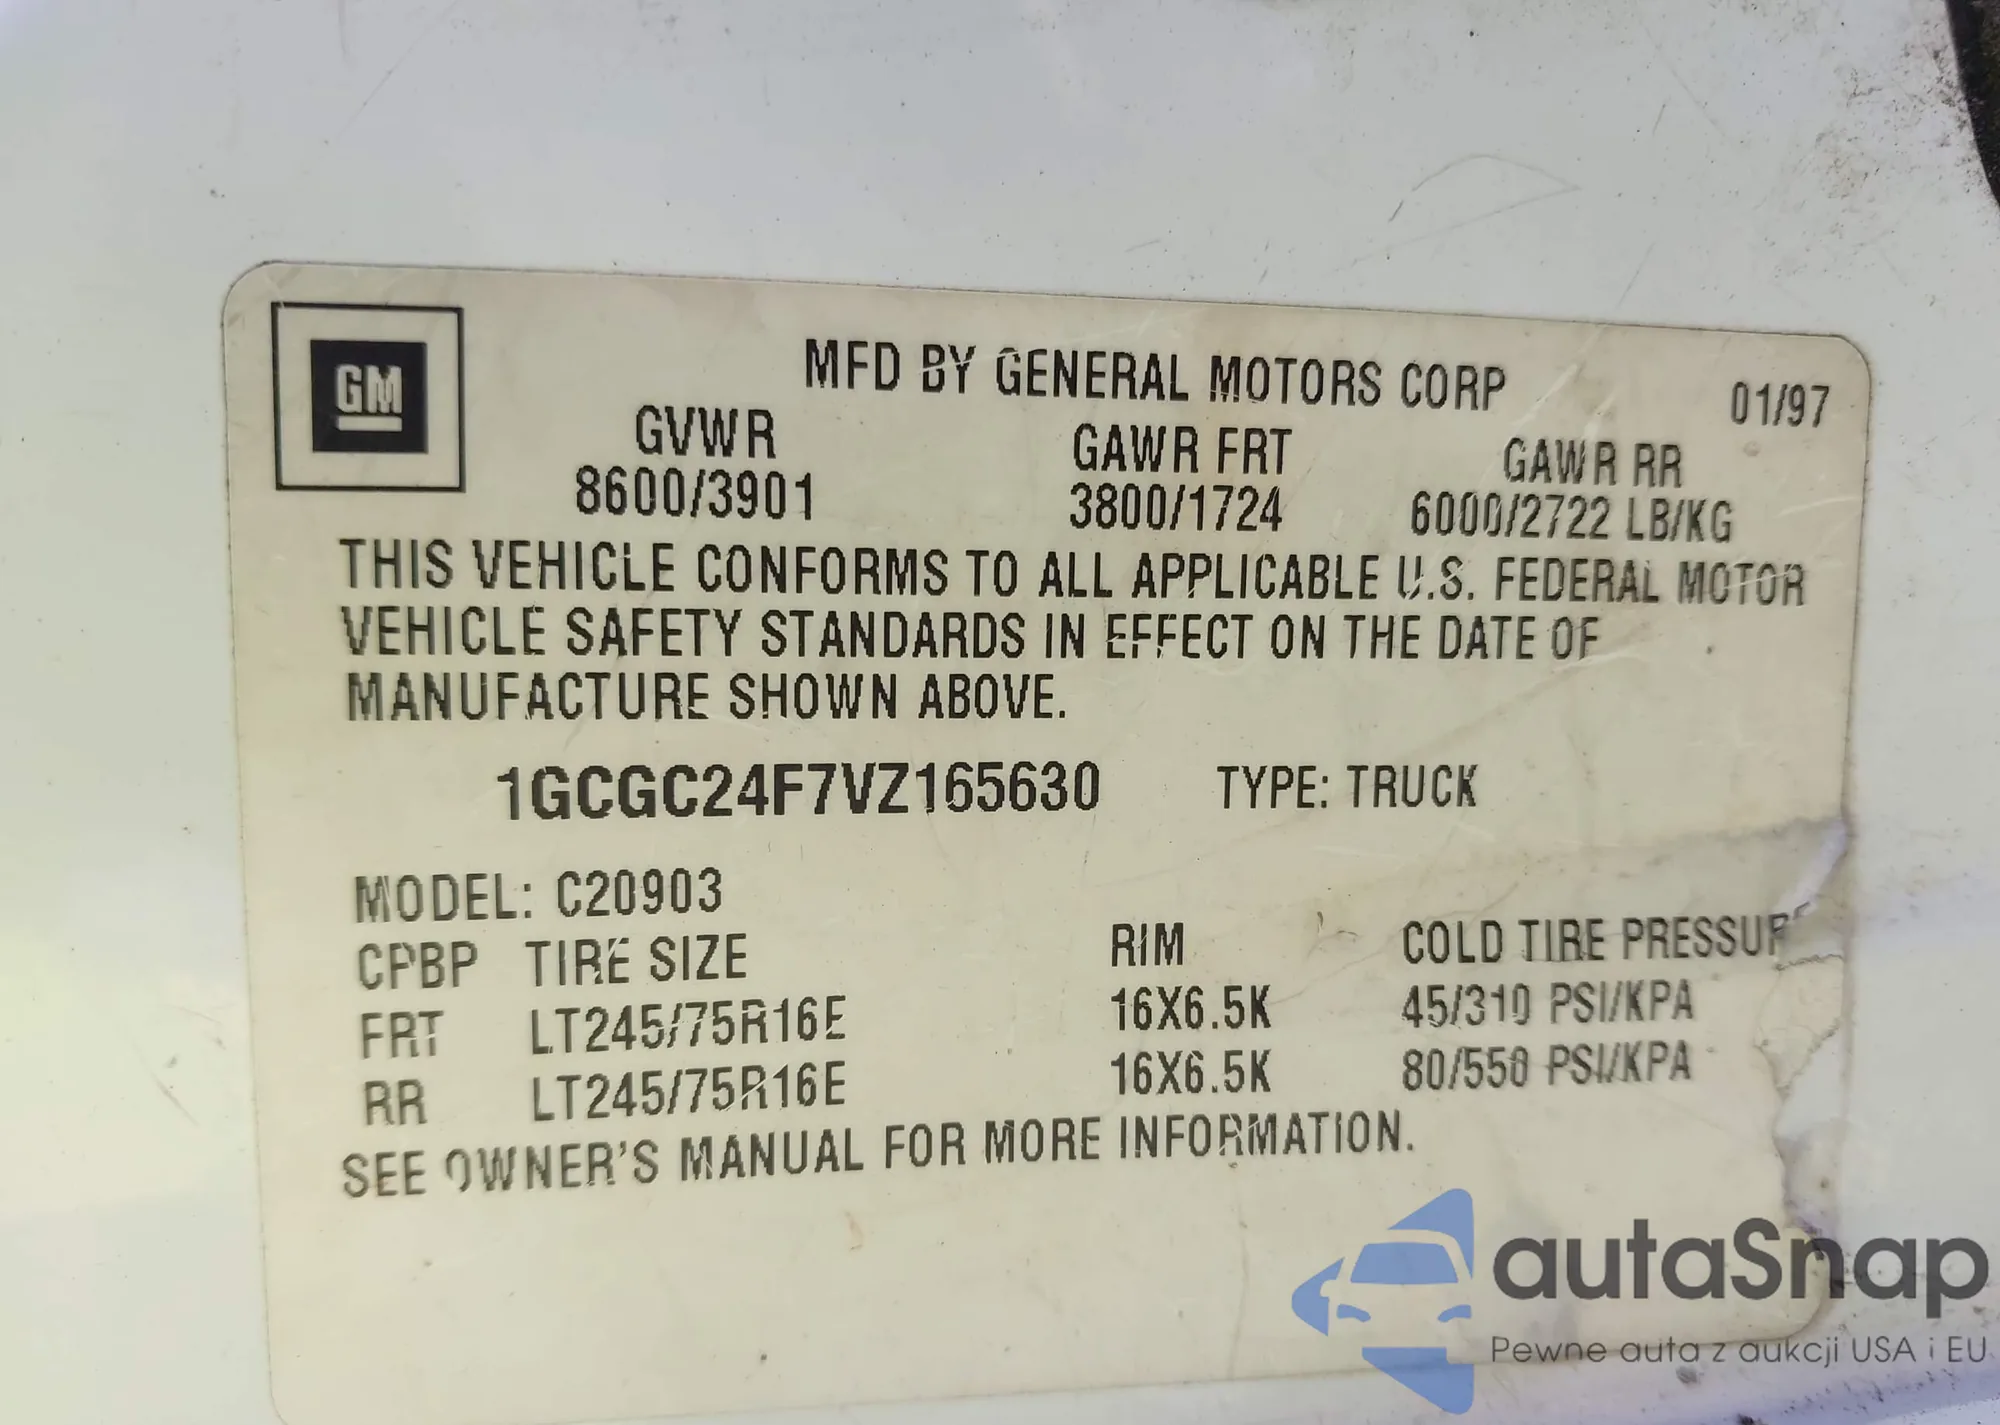 GM
MFD BY GENERAL MOTORS CORP 01/97
GVWR GAWR FRT GAWR RR
8600/3901 3800/1724 6000/2722 LB/KG
THIS VEHICLE CONFORMS TO ALL APPLICABLE U.S. FEDERAL MOTOR
VEHICLE SAFETY STANDARDS IN EFFECT ON THE DATE OF
MANUFACTURE SHOWN ABOVE.
1GCGC24F7VZ165630 TYPE: TRUCK
MODEL: C20903
CPBP TIRE SIZE RIM COLD TIRE PRESSUR
FRT LT245/75R16E 16X6.5K 45/310 PSI/KPA
RR LT245/75R16E 16X6.5K 80/550 PSI/KPA
SEE OWNER'S MANUAL FOR MORE INFORMATION.
autaSnap
Pewne auta z aukcji USA i EU